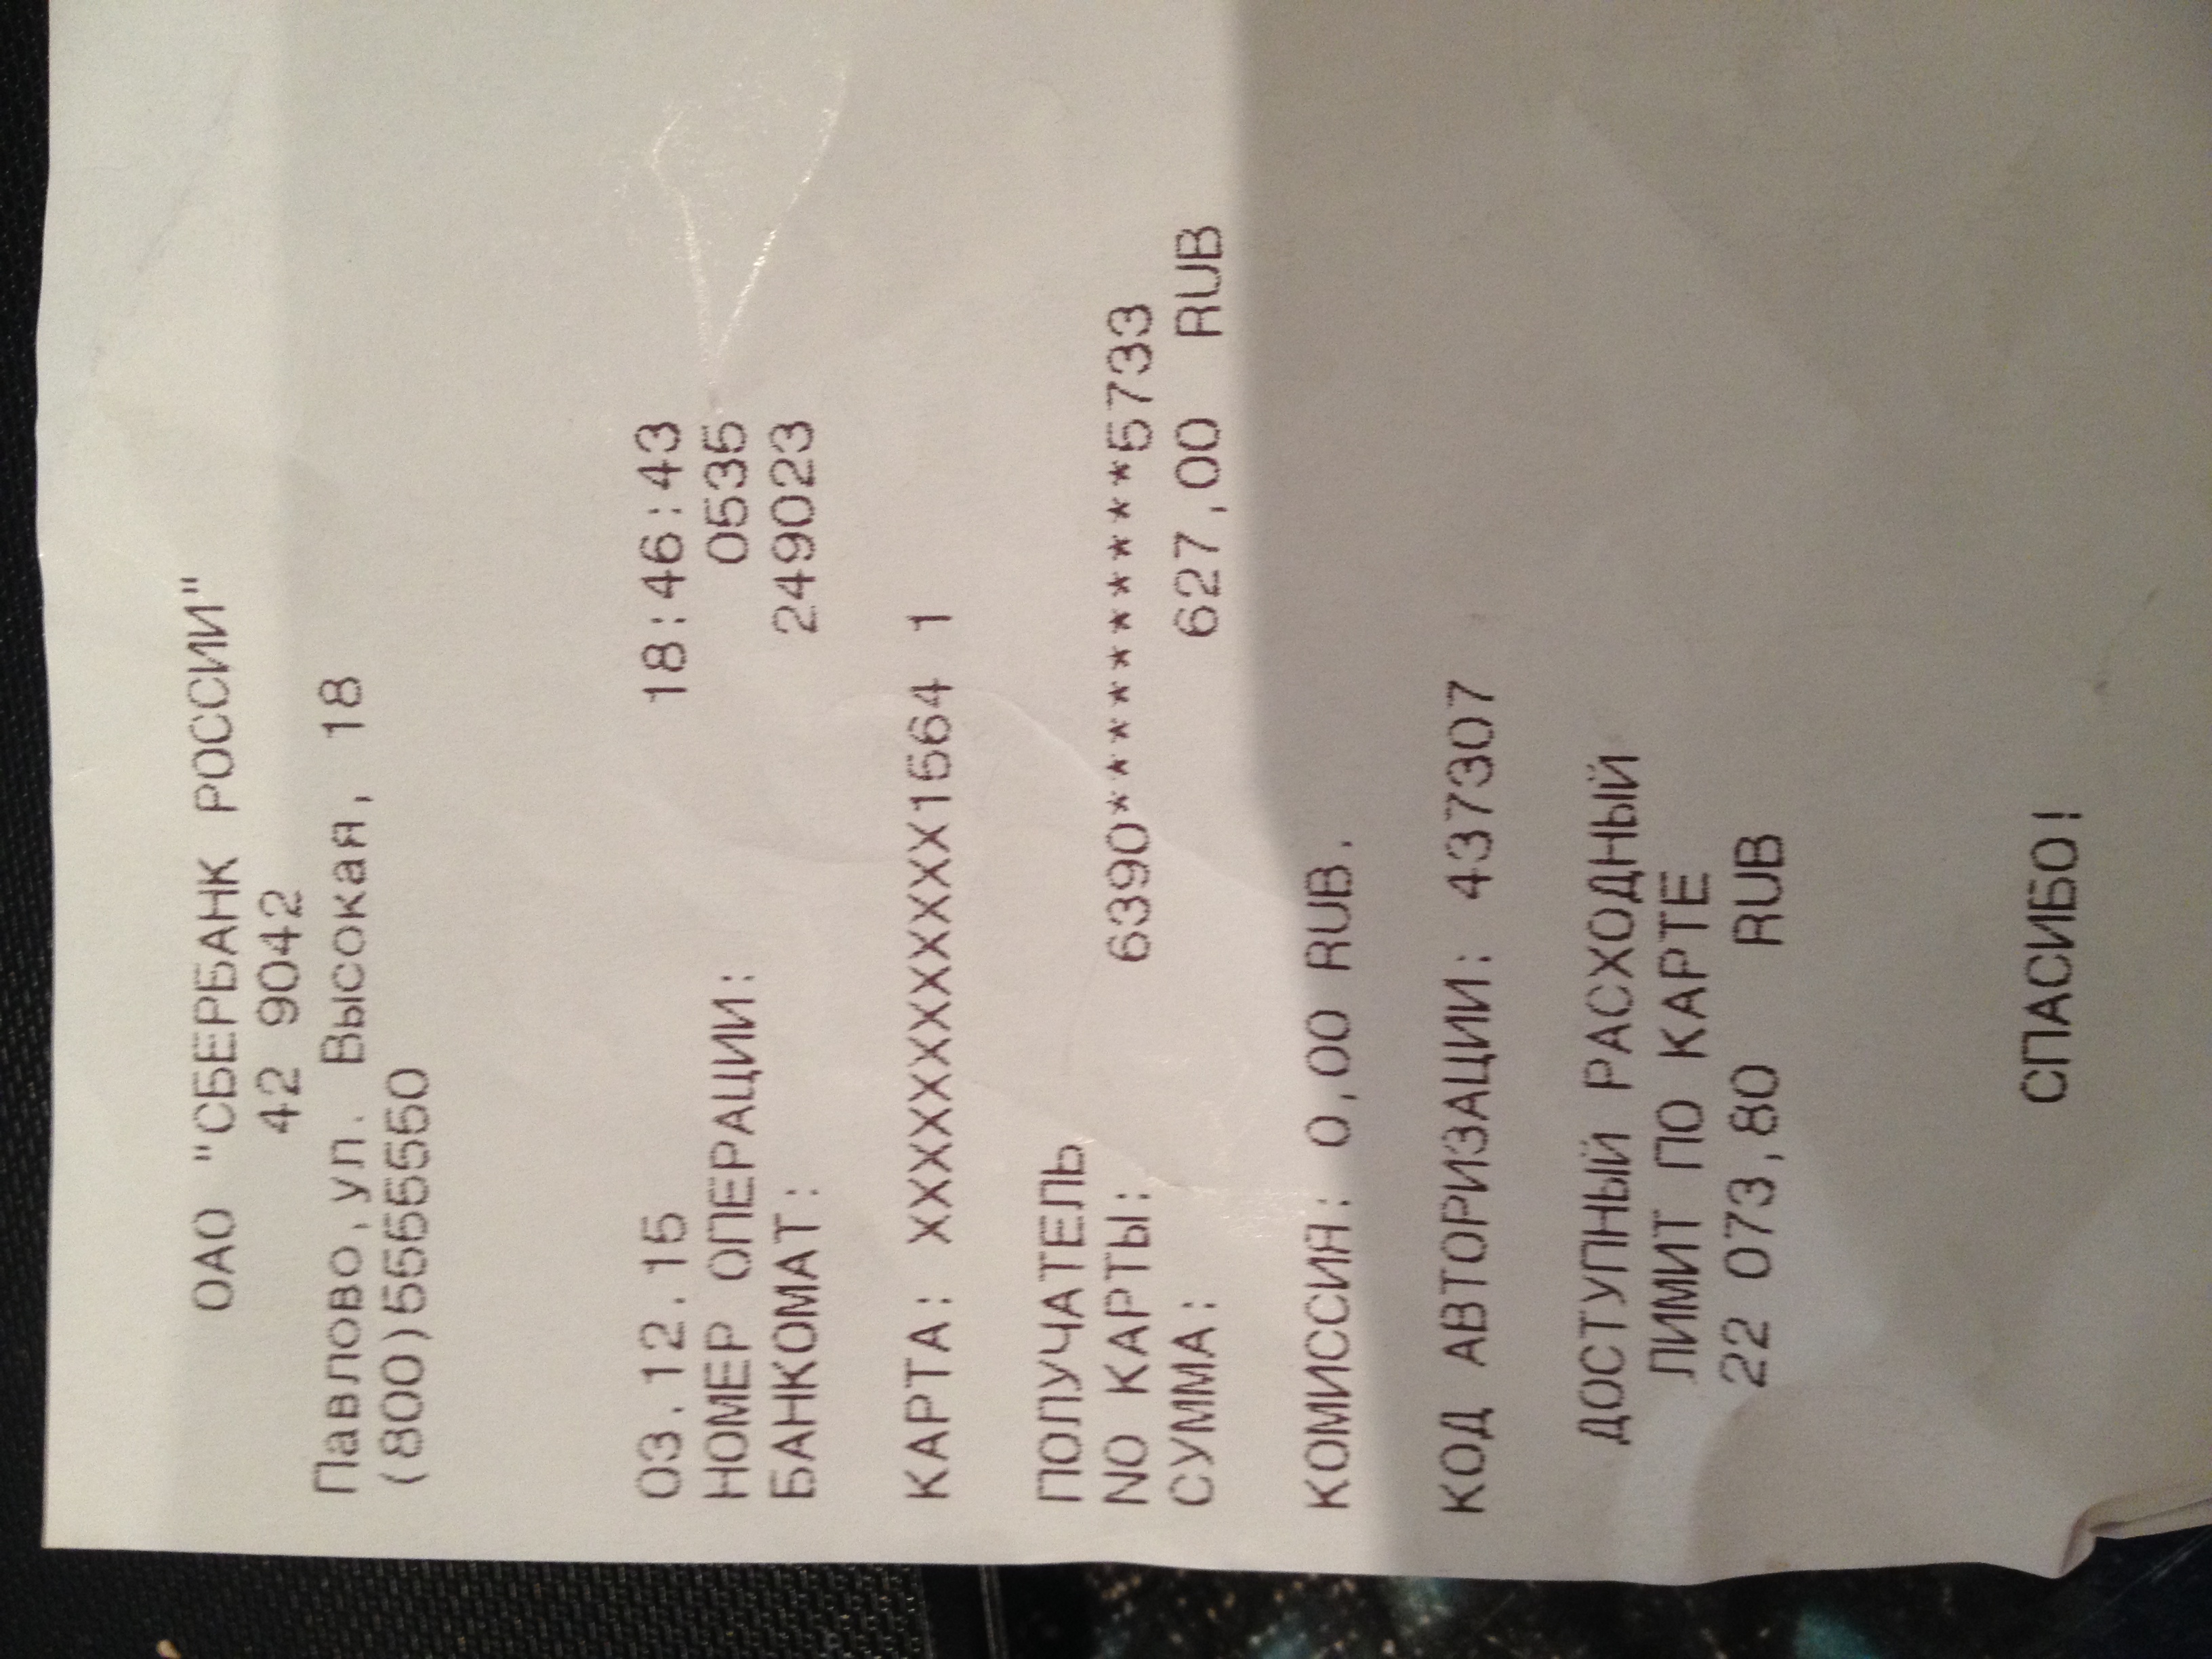 ОАО "СБЕРБАНК РОССИИ"
42 9042
Павлово,ул. Высокая, 18
(800)5555550
03.12.15 18:46:43
НОМЕР ОПЕРАЦИИ: 0535
БАНКОМАТ: 249023
КАРТА: XXXXXXXXXXXXXX1564 1
ПОЛУЧАТЕЛЬ
NO КАРТЫ: 6390**********5733
СУММА: 627,00 RUB
КОМИССИЯ: 0,00 RUB.
КОД АВТОРИЗАЦИИ: 437307
ДОСТУПНЫЙ РАСХОДНЫЙ
ЛИМИТ ПО КАРТЕ
22 073,80 RUB
СПАСИБО!